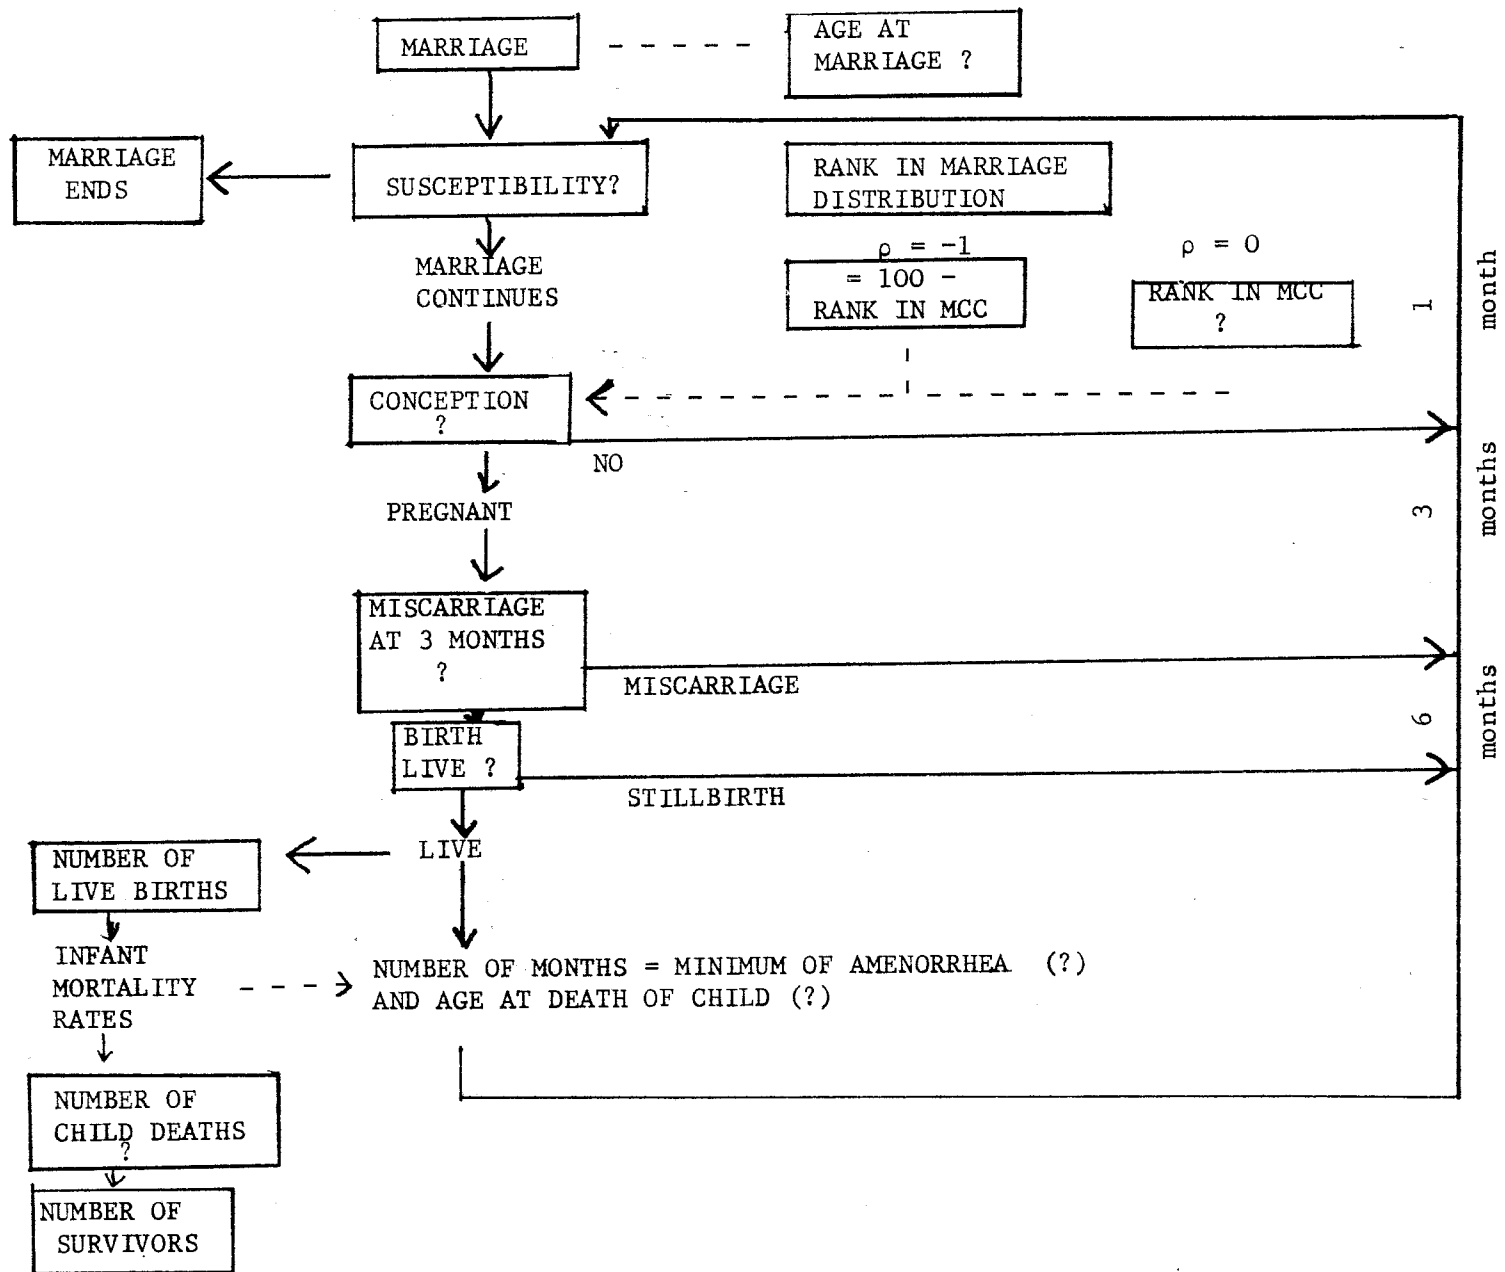 MARRIAGE
AGE AT
MARRIAGE ?
MARRIAGE
ENDS
SUSCEPTIBILITY?
RANK IN MARRIAGE
DISTRIBUTION
MARRIAGE
CONTINUES
ρ = -1
= 100 -
RANK IN MCC
ρ = 0
RANK IN MCC
?
1 month
CONCEPTION
?
NO
3 months
PREGNANT
MISCARRIAGE
AT 3 MONTHS
?
MISCARRIAGE
6 months
BIRTH
LIVE ?
STILLBIRTH
LIVE
NUMBER OF
LIVE BIRTHS
INFANT
MORTALITY
RATES
NUMBER OF MONTHS = MINIMUM OF AMENORRHEA (?)
AND AGE AT DEATH OF CHILD (?)
NUMBER OF
CHILD DEATHS
?
NUMBER OF
SURVIVORS